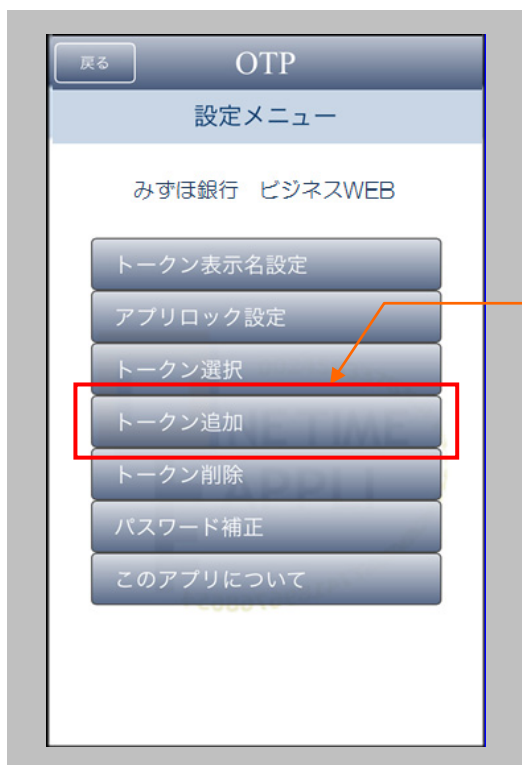 戻る
OTP
設定メニュー
みずほ銀行 ビジネスWEB
トークン表示名設定
アプリロック設定
トークン選択
トークン追加
トークン削除
パスワード補正
このアプリについて